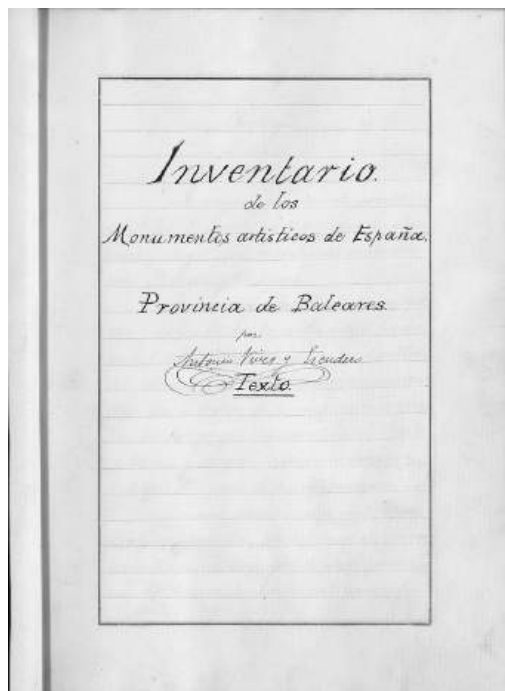 Inventario.
de los
Monumentos artísticos de España.
Provincia de Baleares
por
Antonio Vives y Escudero
Texto.